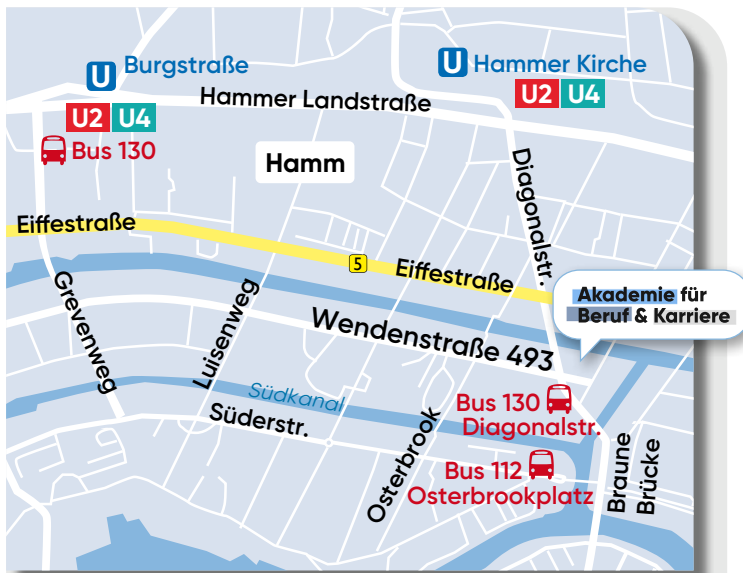 U Burgstraße
U2 U4
Bus 130
U Hammer Kirche
U2 U4
Hammer Landstraße
Hamm
Diagonalstr.
Eiffestraße
5
Eiffestraße
Akademie für
Beruf & Karriere
Grevenweg
Luisenweg
Wendenstraße 493
Südkanal
Süderstr.
Osterbrook
Bus 130
Diagonalstr.
Bus 112
Osterbrookplatz
Braune
Brücke